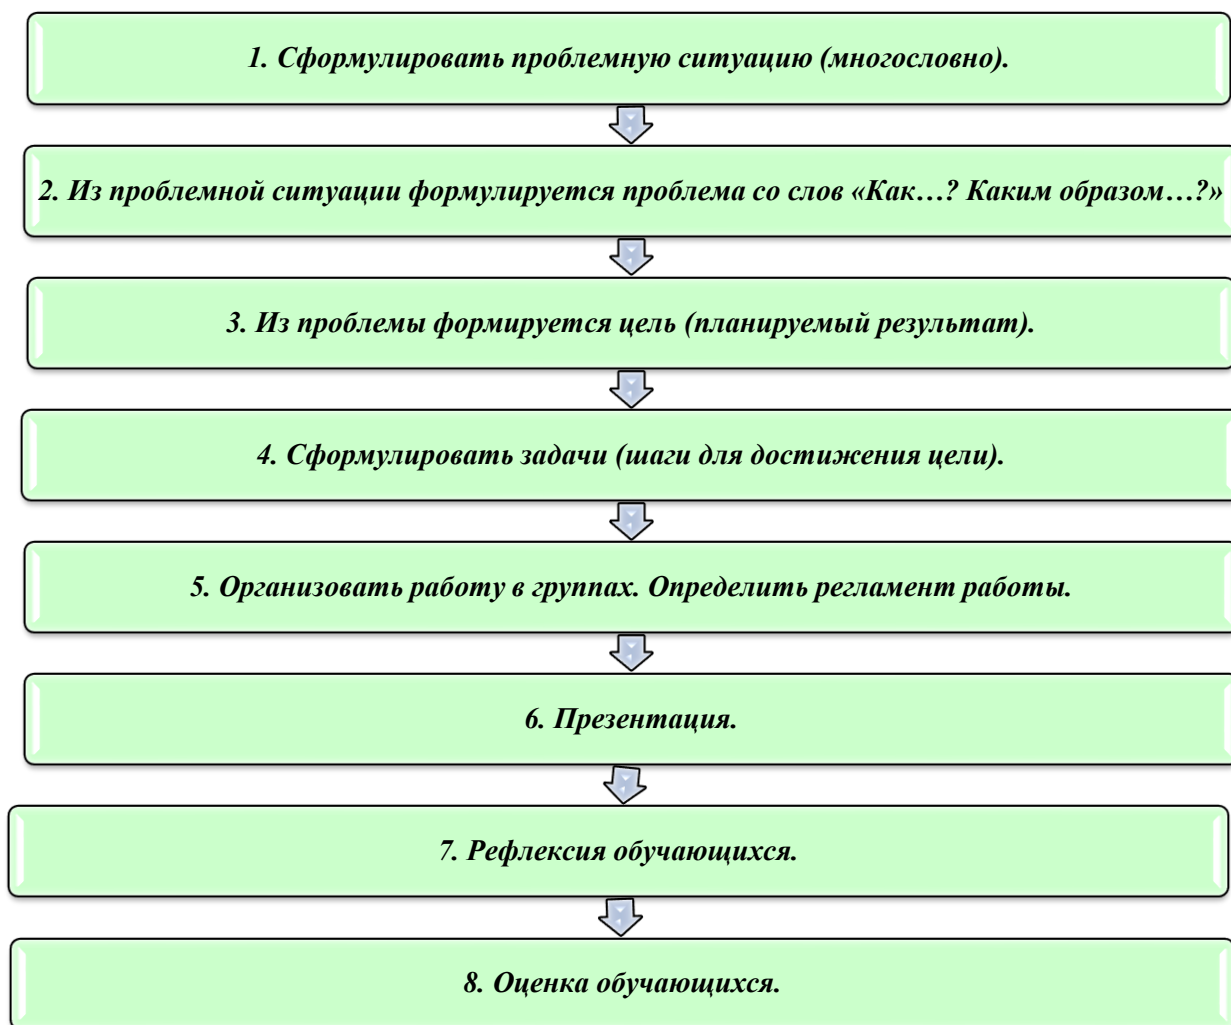 1. Сформулировать проблемную ситуацию (многословно).
2. Из проблемной ситуации формулируется проблема со слов «Как…? Каким образом…?»
3. Из проблемы формируется цель (планируемый результат).
4. Сформулировать задачи (шаги для достижения цели).
5. Организовать работу в группах. Определить регламент работы.
6. Презентация.
7. Рефлексия обучающихся.
8. Оценка обучающихся.